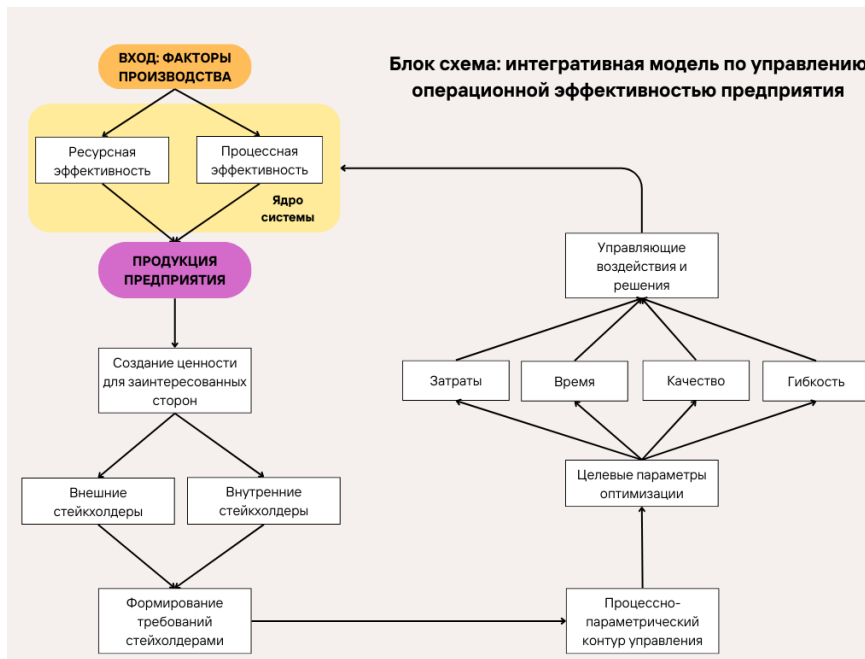 Блок схема: интегративная модель по управлению
операционной эффективностью предприятия
ВХОД: ФАКТОРЫ
ПРОИЗВОДСТВА
Ресурсная
эффективность
Процессная
эффективность
Ядро
системы
ПРОДУКЦИЯ
ПРЕДПРИЯТИЯ
Создание ценности
для заинтересованных
сторон
Внешние
стейкхолдеры
Внутренние
стейкхолдеры
Формирование
требований
стейхолдерами
Процессно-
параметрический
контур управления
Целевые параметры
оптимизации
Затраты
Время
Качество
Гибкость
Управляющие
воздействия и
решения